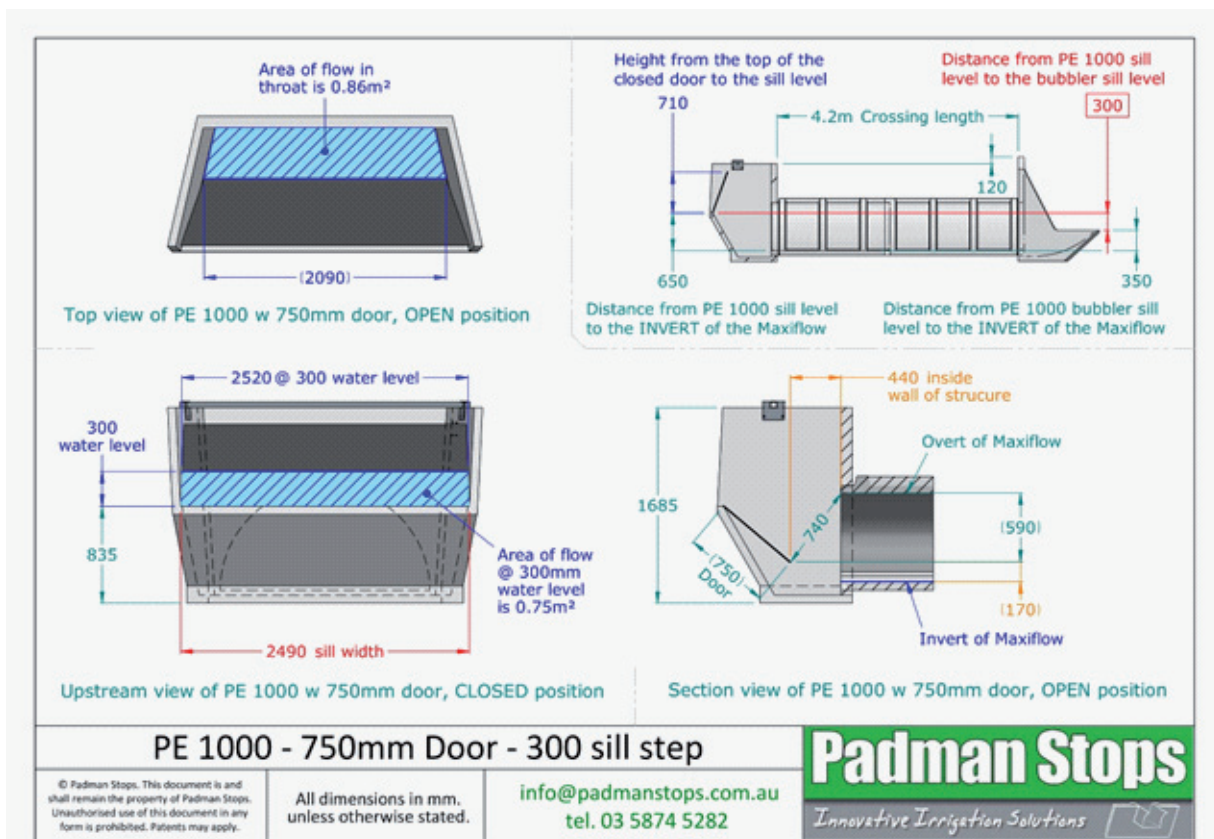 Area of flow in
throat is 0.86m²
(2090)
Top view of PE 1000 w 750mm door, OPEN position
Height from the top of the
closed door to the sill level
710
Distance from PE 1000 sill
level to the bubbler sill level
300
4.2m Crossing length
120
650
350
Distance from PE 1000 sill level
to the INVERT of the Maxiflow
Distance from PE 1000 bubbler sill
level to the INVERT of the Maxiflow
2520 @ 300 water level
300
water level
835
Area of flow
@ 300mm
water level
is 0.75m²
2490 sill width
Upstream view of PE 1000 w 750mm door, CLOSED position
440 inside
wall of strucure
Overt of Maxiflow
1685
740
(590)
(750)
Door
(170)
Invert of Maxiflow
Section view of PE 1000 w 750mm door, OPEN position
PE 1000 - 750mm Door - 300 sill step
© Padman Stops. This document is and
shall remain the property of Padman Stops.
Unauthorised use of this document in any
form is prohibited. Patents may apply.
All dimensions in mm.
unless otherwise stated.
info@padmanstops.com.au
tel. 03 5874 5282
Padman Stops
Innovative Irrigation Solutions